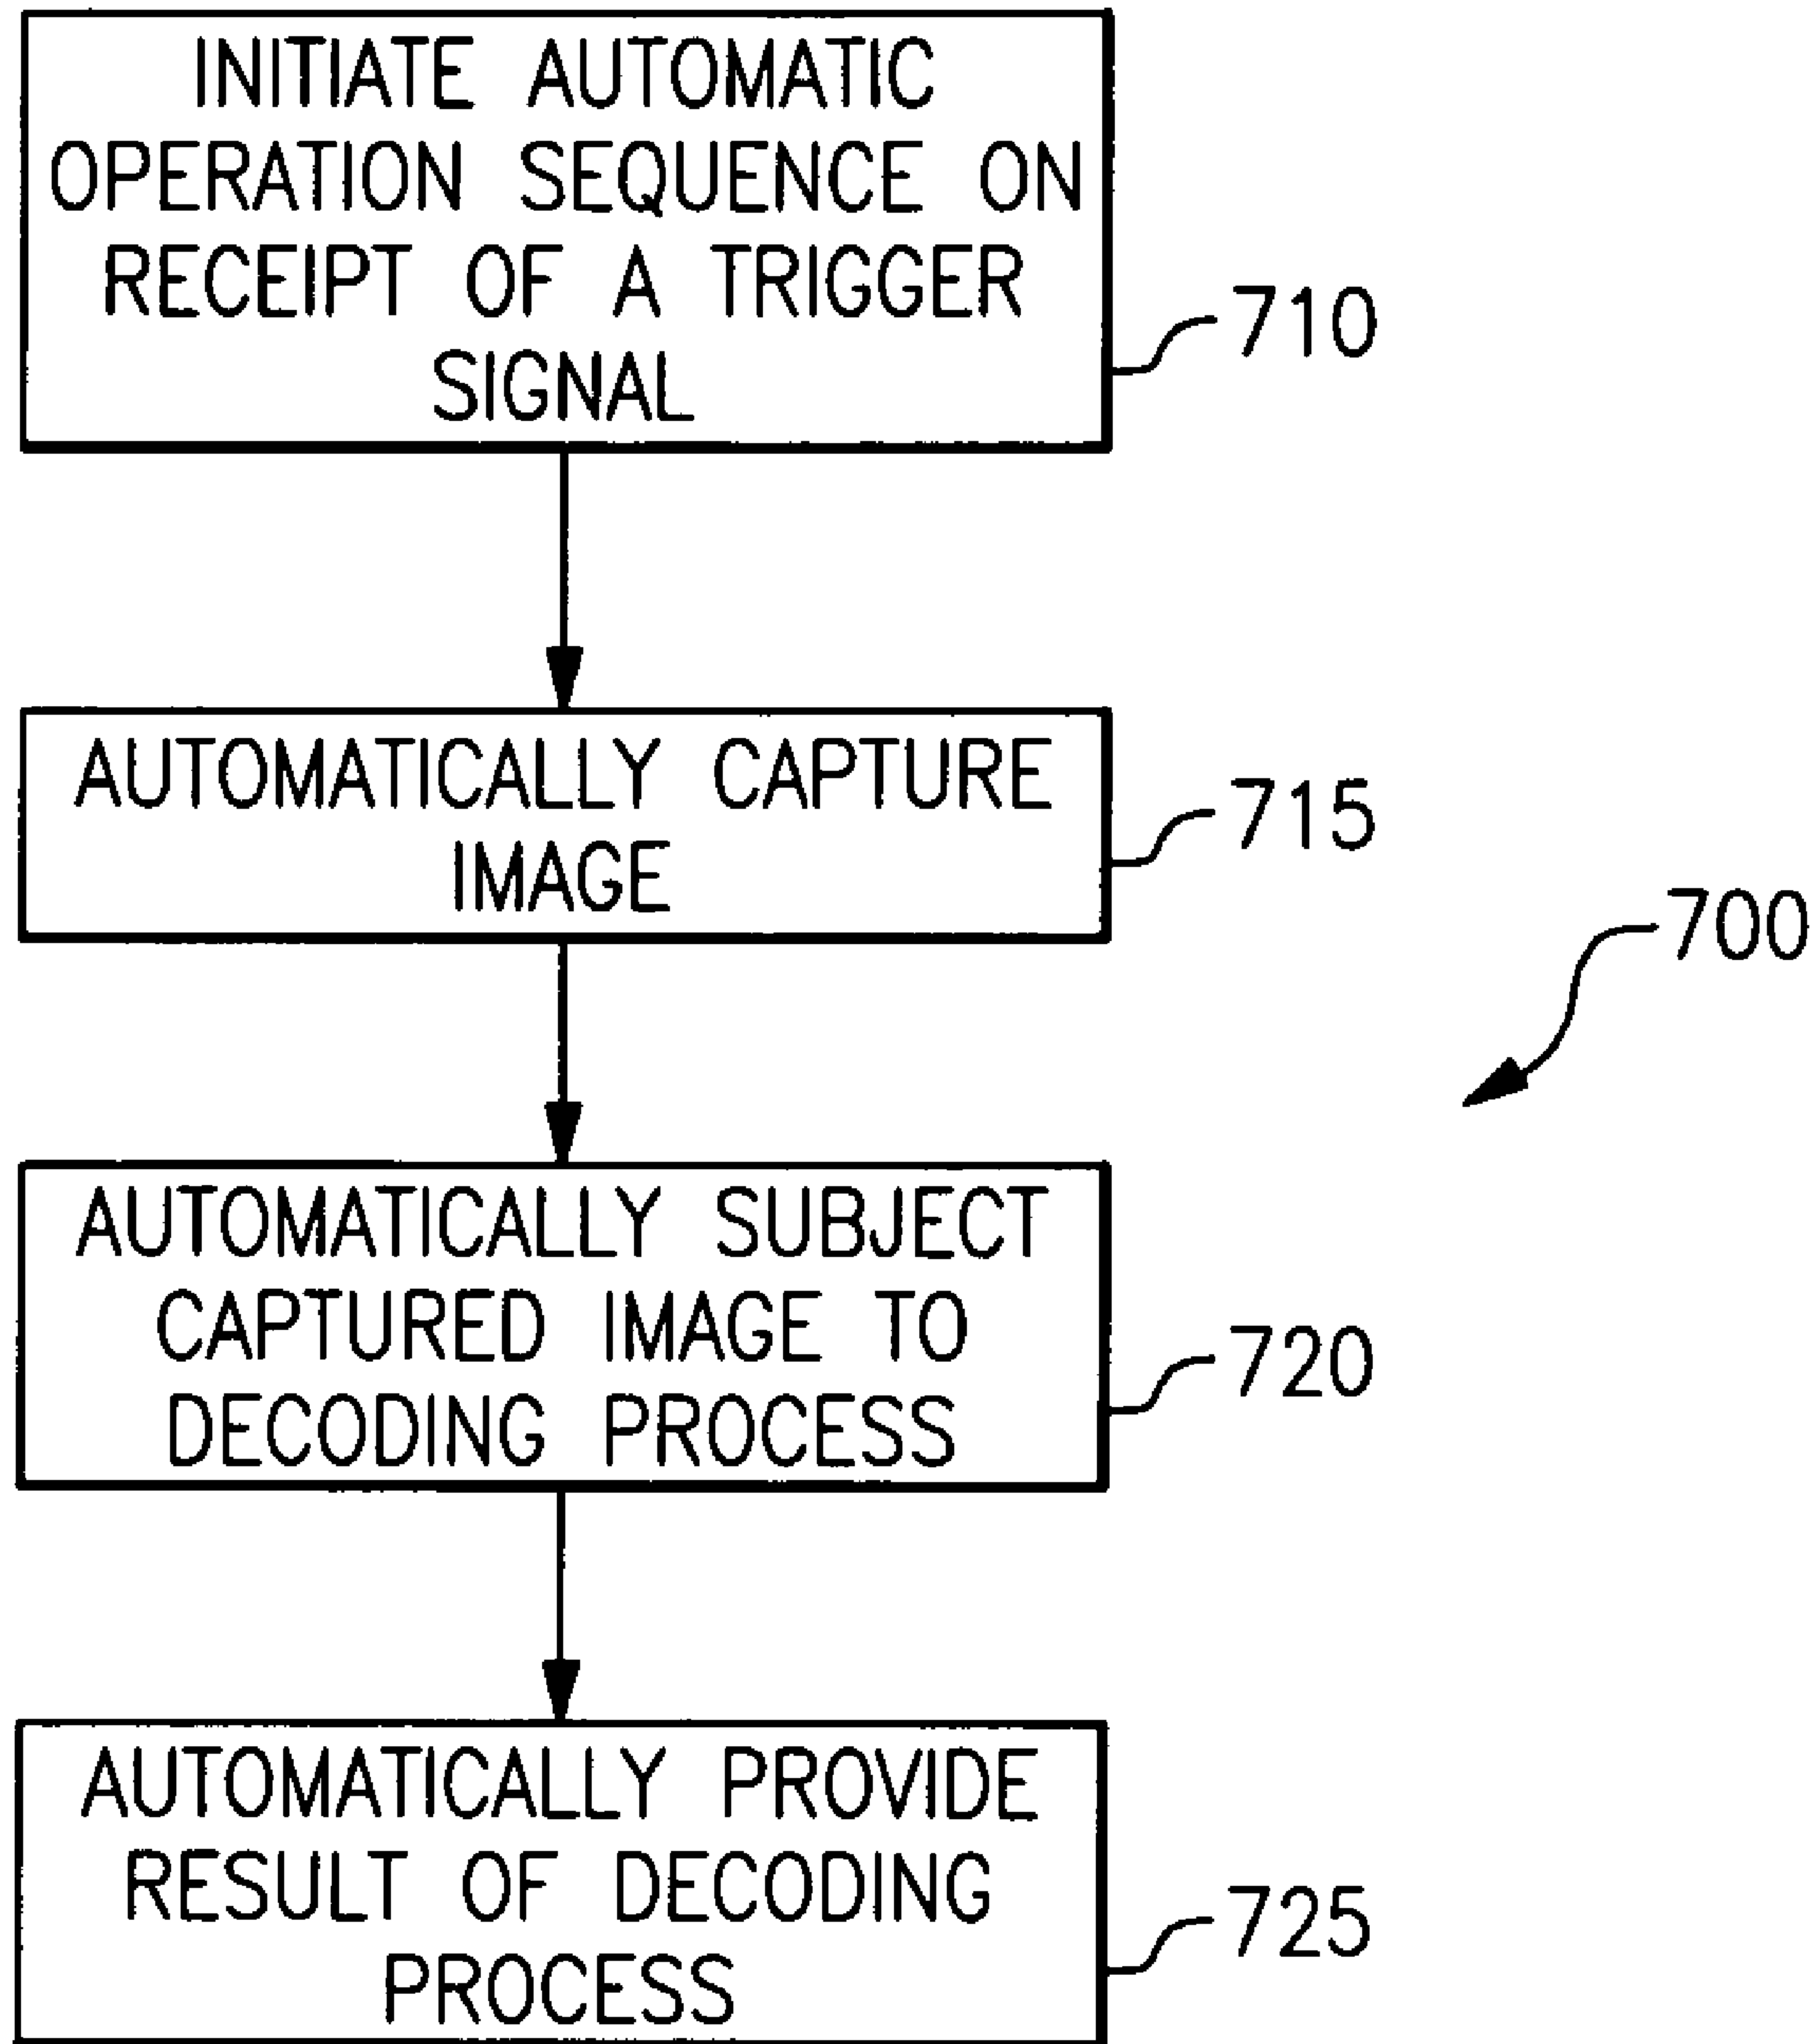 INITIATE AUTOMATIC
OPERATION SEQUENCE ON
RECEIPT OF A TRIGGER
SIGNAL
710
AUTOMATICALLY CAPTURE
IMAGE
715
700
AUTOMATICALLY SUBJECT
CAPTURED IMAGE TO
DECODING PROCESS
720
AUTOMATICALLY PROVIDE
RESULT OF DECODING
PROCESS
725